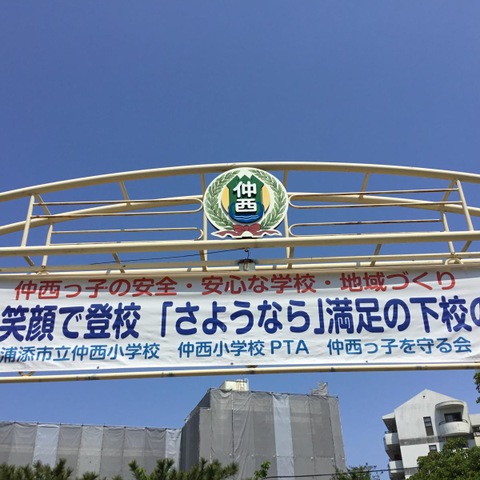 仲西
仲西っ子の安全・安心な学校・地域づくり
笑顔で登校 「さようなら」満足の下校の
浦添市立仲西小学校 仲西小学校PTA 仲西っ子を守る会